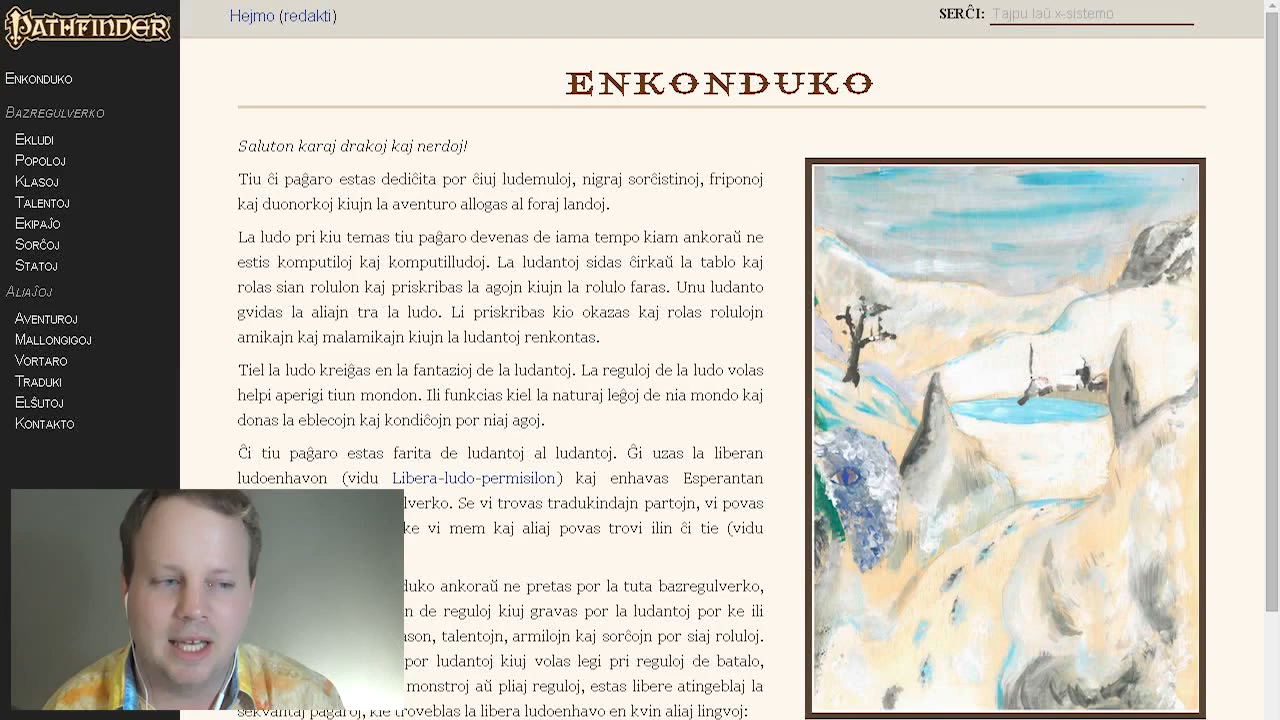 PATHFINDER
Hejmo (redakti)
SERĈI: Tajpu laŭ x-sistemo
ENKONDUKO
BAZREGULVERKO
EKLUDI
POPOLOJ
KLASOJ
TALENTOJ
EKIPAĴO
SORĈOJ
STATOJ
ALIAĴOJ
AVENTUROJ
MALLONGIGOJ
VORTARO
TRADUKI
ELŜUTOJ
KONTAKTO
ENKONDUKO
Saluton karaj drakoj kaj nerdoj!
Tiu ĉi paĝaro estas dediĉita por ĉiuj ludemuloj, nigraj sorĉistinoj, friponoj
kaj duonorkoj kiujn la aventuro allogas al foraj landoj.
La ludo pri kiu temas tiu paĝaro devenas de iama tempo kiam ankoraŭ ne
estis komputiloj kaj komputilludoj. La ludantoj sidas ĉirkaŭ la tablo kaj
rolas sian rolulon kaj priskribas la agojn kiujn la rolulo faras. Unu ludanto
gvidas la aliajn tra la ludo. Li priskribas kio okazas kaj rolas rolulojn
amikajn kaj malamikajn kiujn la ludantoj renkontas.
Tiel la ludo kreiĝas en la fantazioj de la ludantoj. La reguloj de la ludo volas
helpi aperigi tian mondon. Ili funkcias kiel la naturaj leĝoj de nia mondo kaj
donas la eblecojn kaj kondiĉojn por niaj agoj.
Ĉi tiu paĝaro estas farita de ludantoj al ludantoj. Ĝi uzas la liberan
ludoenhavon (vidu Libera-ludo-permisilon) kaj enhavas Esperantan
lverko. Se vi trovas tradukindajn partojn, vi povas
ke vi mem kaj aliaj povas trovi ilin ĉi tie (vidu
duko ankoraŭ ne pretas por la tuta bazregulverko,
n de reguloj kiuj gravas por la ludantoj por ke ili
ason, talentojn, armilojn kaj sorĉojn por siaj roluloj.
por ludantoj kiuj volas legi pri reguloj de batalo,
monstroj aŭ pliaj reguloj, estas libere atingeblaj la
sekvantaj paĝaroj, ĉe troveblas la libera ludoenhavo en kvin aliaj lingvoj: